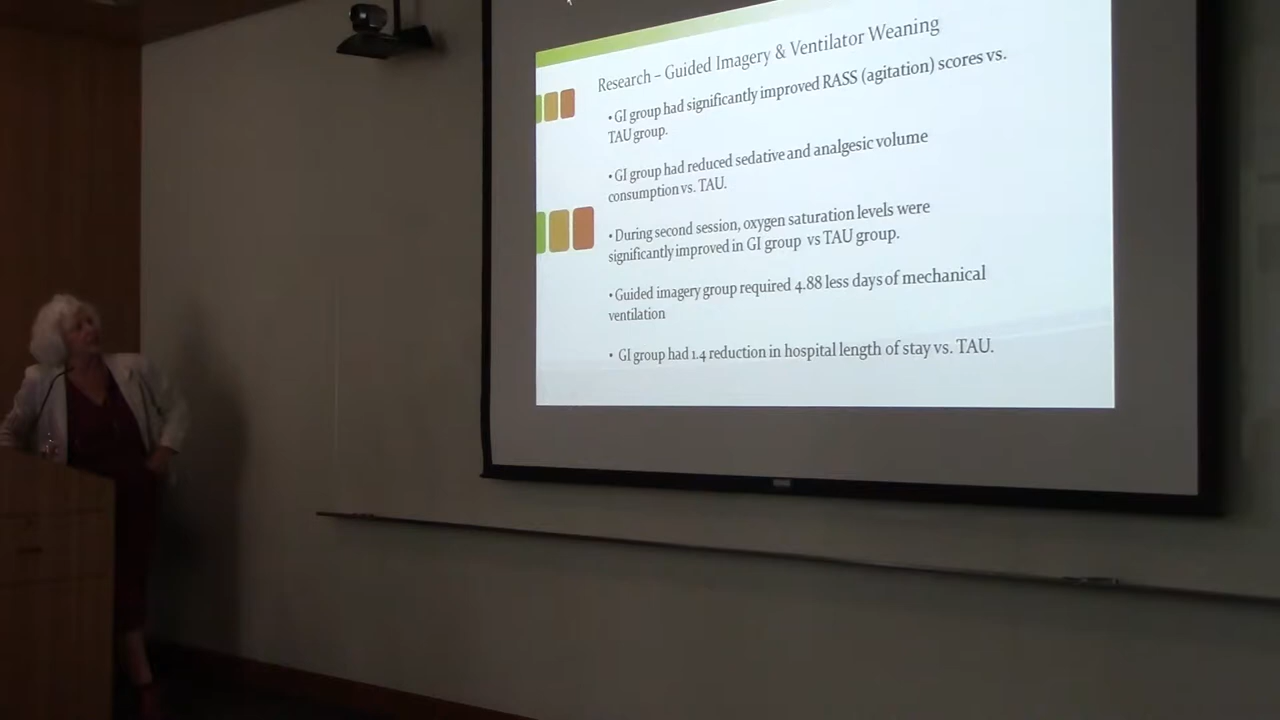 Research – Guided Imagery & Ventilator Weaning
• GI group had significantly improved RASS (agitation) scores vs.
TAU group.
• GI group had reduced sedative and analgesic volume
consumption vs. TAU.
• During second session, oxygen saturation levels were
significantly improved in GI group vs TAU group.
• Guided imagery group required 4.88 less days of mechanical
ventilation
• GI group had 1.4 reduction in hospital length of stay vs. TAU.